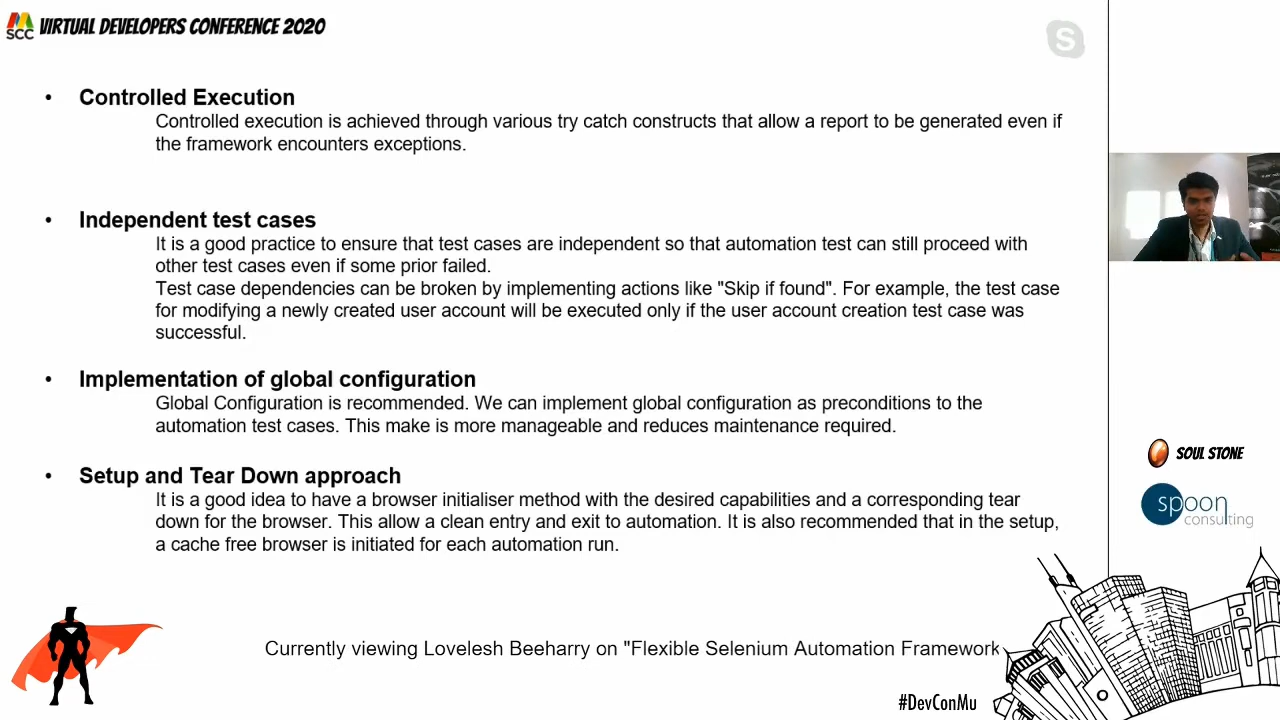 SCC VIRTUAL DEVELOPERS CONFERENCE 2020
S
• Controlled Execution
Controlled execution is achieved through various try catch constructs that allow a report to be generated even if
the framework encounters exceptions.
• Independent test cases
It is a good practice to ensure that test cases are independent so that automation test can still proceed with
other test cases even if some prior failed.
Test case dependencies can be broken by implementing actions like "Skip if found". For example, the test case
for modifying a newly created user account will be executed only if the user account creation test case was
successful.
• Implementation of global configuration
Global Configuration is recommended. We can implement global configuration as preconditions to the
automation test cases. This make is more manageable and reduces maintenance required.
• Setup and Tear Down approach
It is a good idea to have a browser initialiser method with the desired capabilities and a corresponding tear
down for the browser. This allow a clean entry and exit to automation. It is also recommended that in the setup,
a cache free browser is initiated for each automation run.
SOUL STONE
spoon
consulting
Currently viewing Lovelesh Beeharry on "Flexible Selenium Automation Framework
#DevConMu